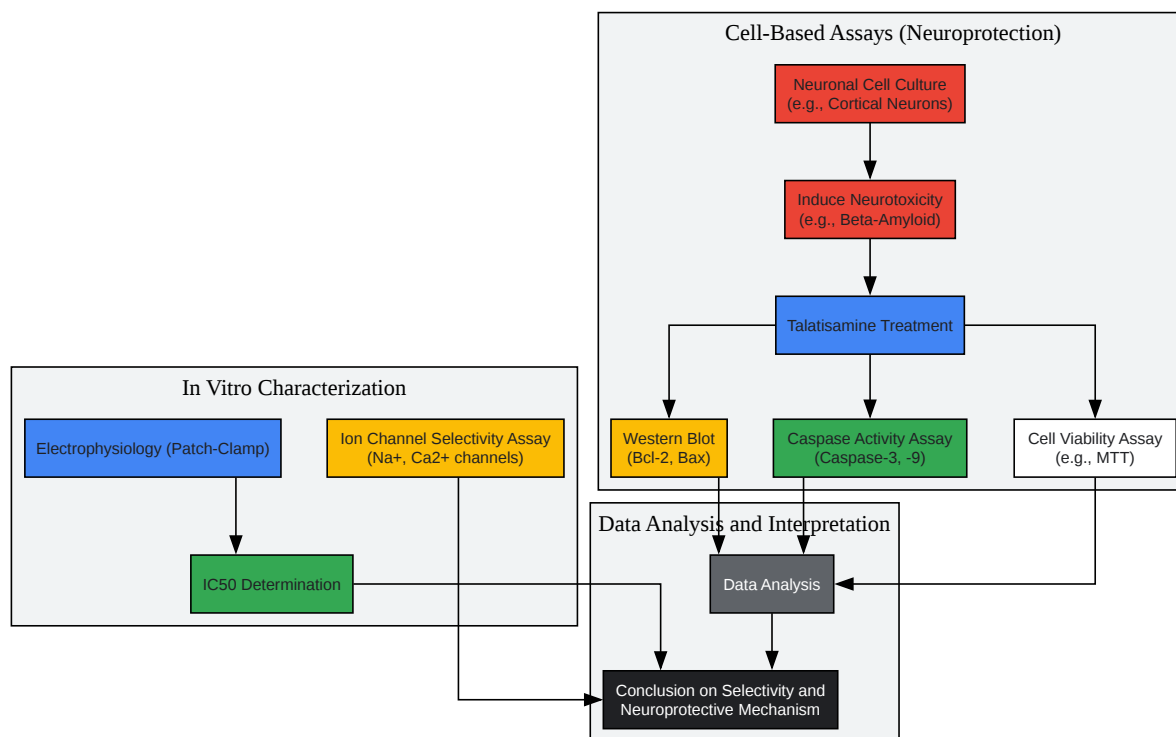 Cell-Based Assays (Neuroprotection)
Neuronal Cell Culture
(e.g., Cortical Neurons)
Induce Neurotoxicity
(e.g., Beta-Amyloid)
Talatisamine Treatment
In Vitro Characterization
Electrophysiology (Patch-Clamp)
Ion Channel Selectivity Assay
(Na+, Ca2+ channels)
Western Blot
(Bcl-2, Bax)
Caspase Activity Assay
(Caspase-3, -9)
Cell Viability Assay
(e.g., MTT)
Data Analysis and Interpretation
IC50 Determination
Data Analysis
Conclusion on Selectivity and
Neuroprotective Mechanism